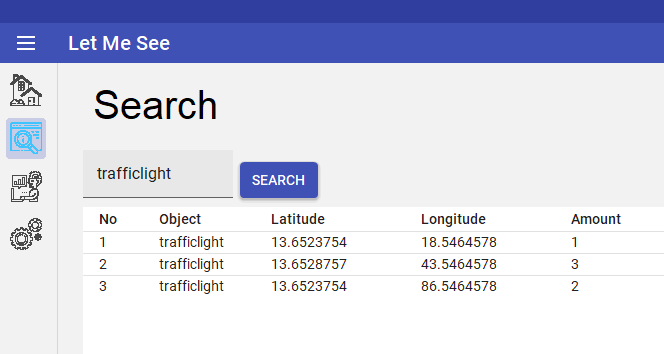 Let Me See
Search
trafficlight
SEARCH
No Object Latitude Longitude Amount
1 trafficlight 13.6523754 18.5464578 1
2 trafficlight 13.6528757 43.5464578 3
3 trafficlight 13.6523754 86.5464578 2